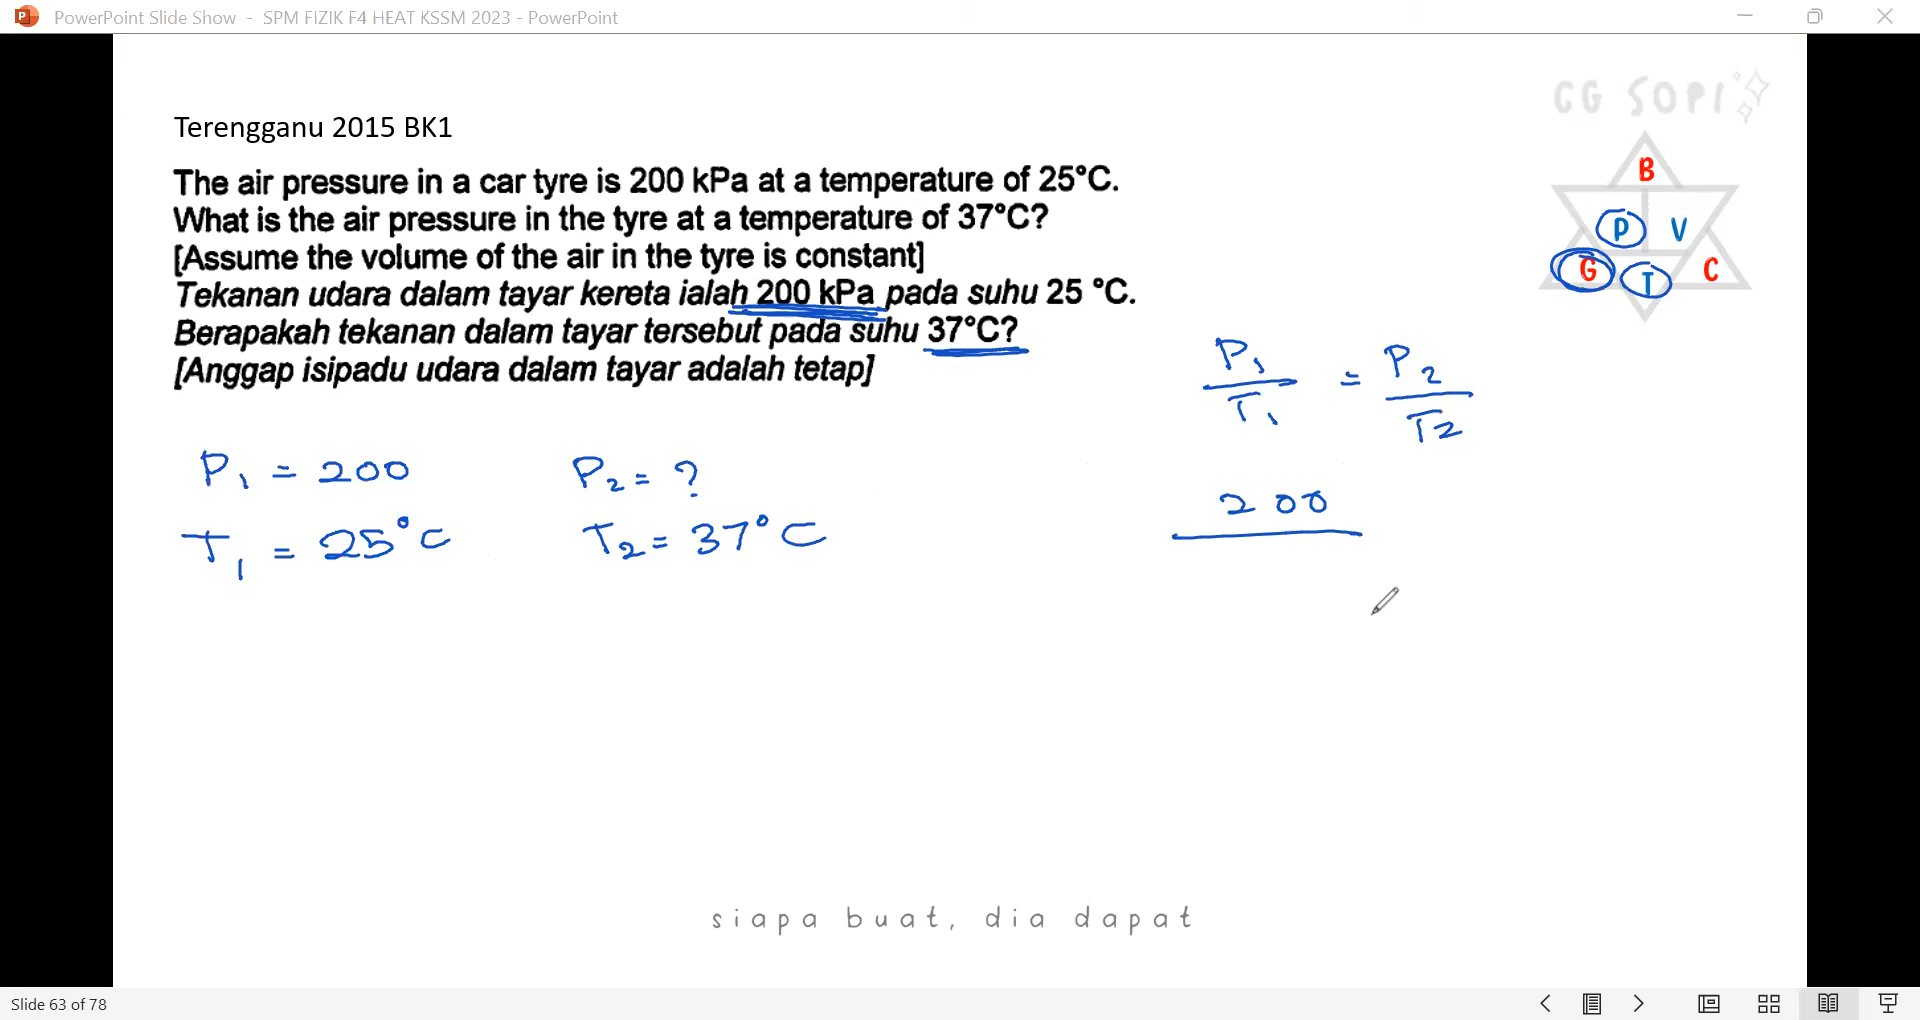 PowerPoint Slide Show - SPM FIZIK F4 HEAT KSSM 2023 - PowerPoint
CG SOPI
Terengganu 2015 BK1
The air pressure in a car tyre is 200 kPa at a temperature of 25°C.
What is the air pressure in the tyre at a temperature of 37°C?
[Assume the volume of the air in the tyre is constant]
Tekanan udara dalam tayar kereta ialah 200 kPa pada suhu 25 °C.
Berapakah tekanan dalam tayar tersebut pada suhu 37°C?
[Anggap isipadu udara dalam tayar adalah tetap]
B
P V
G T C
P₁ / T₁ = P₂ / T₂
P₁ = 200
P₂ = ?
200
T₁ = 25°C
T₂ = 37°C
siapa buat, dia dapat
Slide 63 of 78